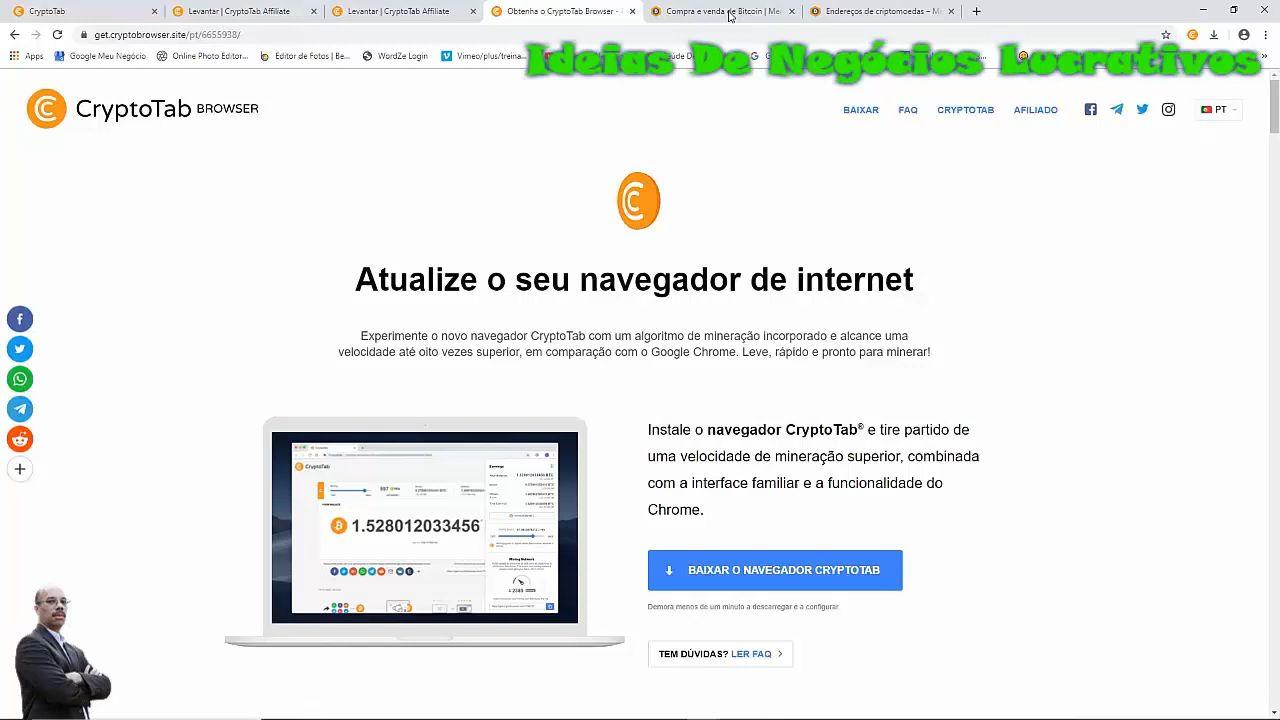 CryptoTab
Levantar | CryptoTab Affiliate
Levantar | CryptoTab Affiliate
Obtenha o CryptoTab Browser -
Compra e venda de Bitcoin | Me
Endereços de criptomoedas -
get.cryptobrowser.site/pt/6655938/
Apps
Google Meu Negócio
Online Photo Editor...
Editor de Fotos | Be...
WordZe Login
Vimeo/plus/treina...
Ideias De Negócios Lucrativos
CryptoTab BROWSER
BAIXAR
FAQ
CRYPTOTAB
AFILIADO
PT
Atualize o seu navegador de internet
Experimente o novo navegador CryptoTab com um algoritmo de mineração incorporado e alcance uma
velocidade até oito vezes superior, em comparação com o Google Chrome. Leve, rápido e pronto para minerar!
CryptoTab
1.528012033456
Instale o navegador CryptoTab® e tire partido de
uma velocidade de mineração superior, combinada
com a interface familiar e a funcionalidade do
Chrome.
BAIXAR O NAVEGADOR CRYPTOTAB
Demora menos de um minuto a descarregar e a configurar.
TEM DÚVIDAS? LER FAQ